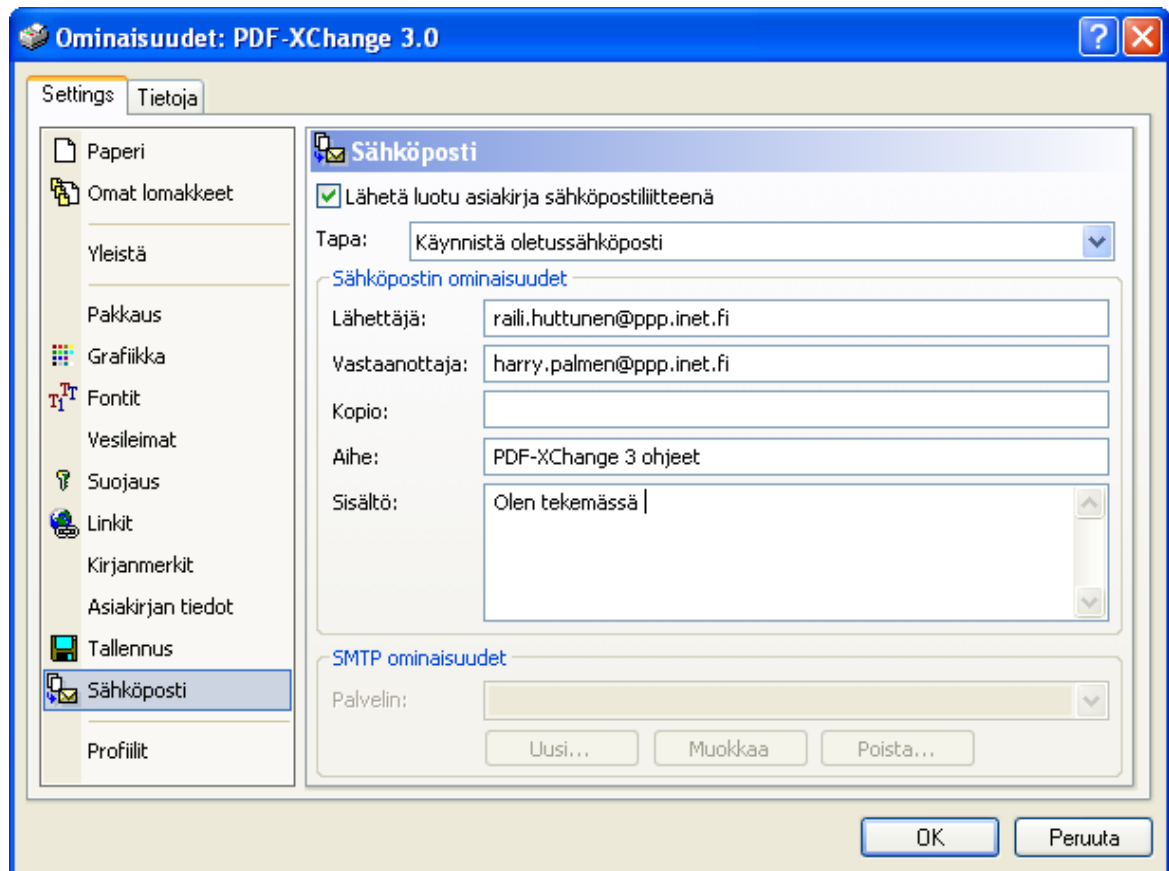 Ominaisuudet: PDF-XChange 3.0
Settings Tietoja
Paperi
Omat lomakkeet
Yleistä
Pakkaus
Grafiikka
Fontit
Vesileimat
Suojaus
Linkit
Kirjanmerkit
Asiakirjan tiedot
Tallennus
Sähköposti
Profiilit
Sähköposti
Lähetä luotu asiakirja sähköpostiliitteenä
Tapa: Käynnistä oletussähköposti
Sähköpostin ominaisuudet
Lähettäjä: raili.huttunen@ppp.inet.fi
Vastaanottaja: harry.palmen@ppp.inet.fi
Kopio:
Aihe: PDF-XChange 3 ohjeet
Sisältö: Olen tekemässä
SMTP ominaisuudet
Palvelin:
Uusi... Muokkaa Poista...
OK Peruuta